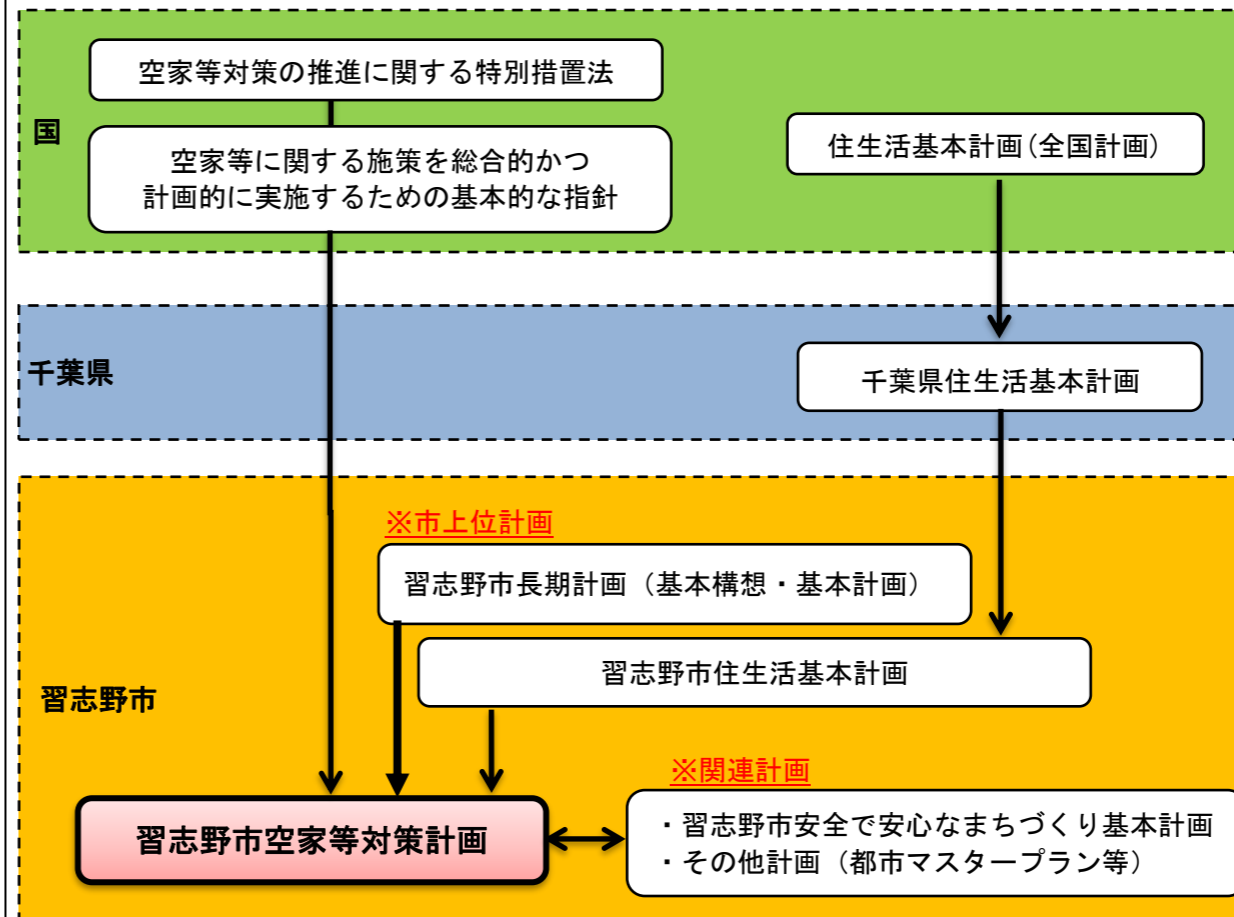 国
空家等対策の推進に関する特別措置法
空家等に関する施策を総合的かつ
計画的に実施するための基本的な指針
住生活基本計画(全国計画)
千葉県
千葉県住生活基本計画
習志野市
※市上位計画
習志野市長期計画（基本構想・基本計画）
習志野市住生活基本計画
習志野市空家等対策計画
※関連計画
・習志野市安全で安心なまちづくり基本計画
・その他計画（都市マスタープラン等）